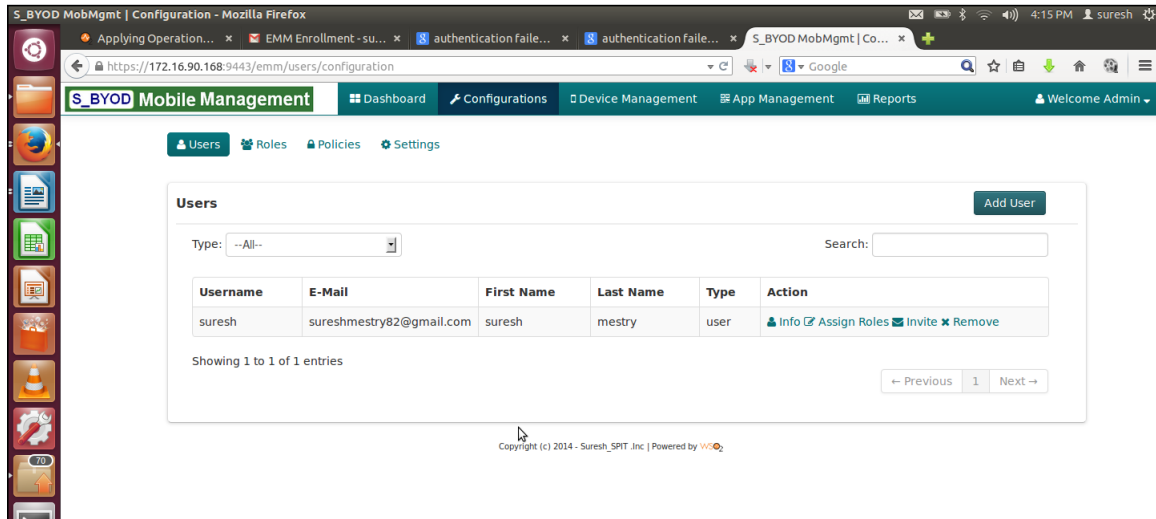 S_BYOD MobMgmt | Configuration - Mozilla Firefox
4:15 PM suresh
Applying Operation... × EMM Enrollment - su... × authentication faile... × authentication faile... × S_BYOD MobMgmt | Co... ×
https://172.16.90.168:9443/emm/users/configuration
Google
S_BYOD Mobile Management Dashboard Configurations Device Management App Management Reports Welcome Admin
Users Roles Policies Settings
Users Add User
Type: --All-- Search:
Username E-Mail First Name Last Name Type Action
suresh sureshmestry82@gmail.com suresh mestry user Info Assign Roles Invite Remove
Showing 1 to 1 of 1 entries
← Previous 1 Next →
Copyright (c) 2014 - Suresh_SPIT .Inc | Powered by WSO2
70